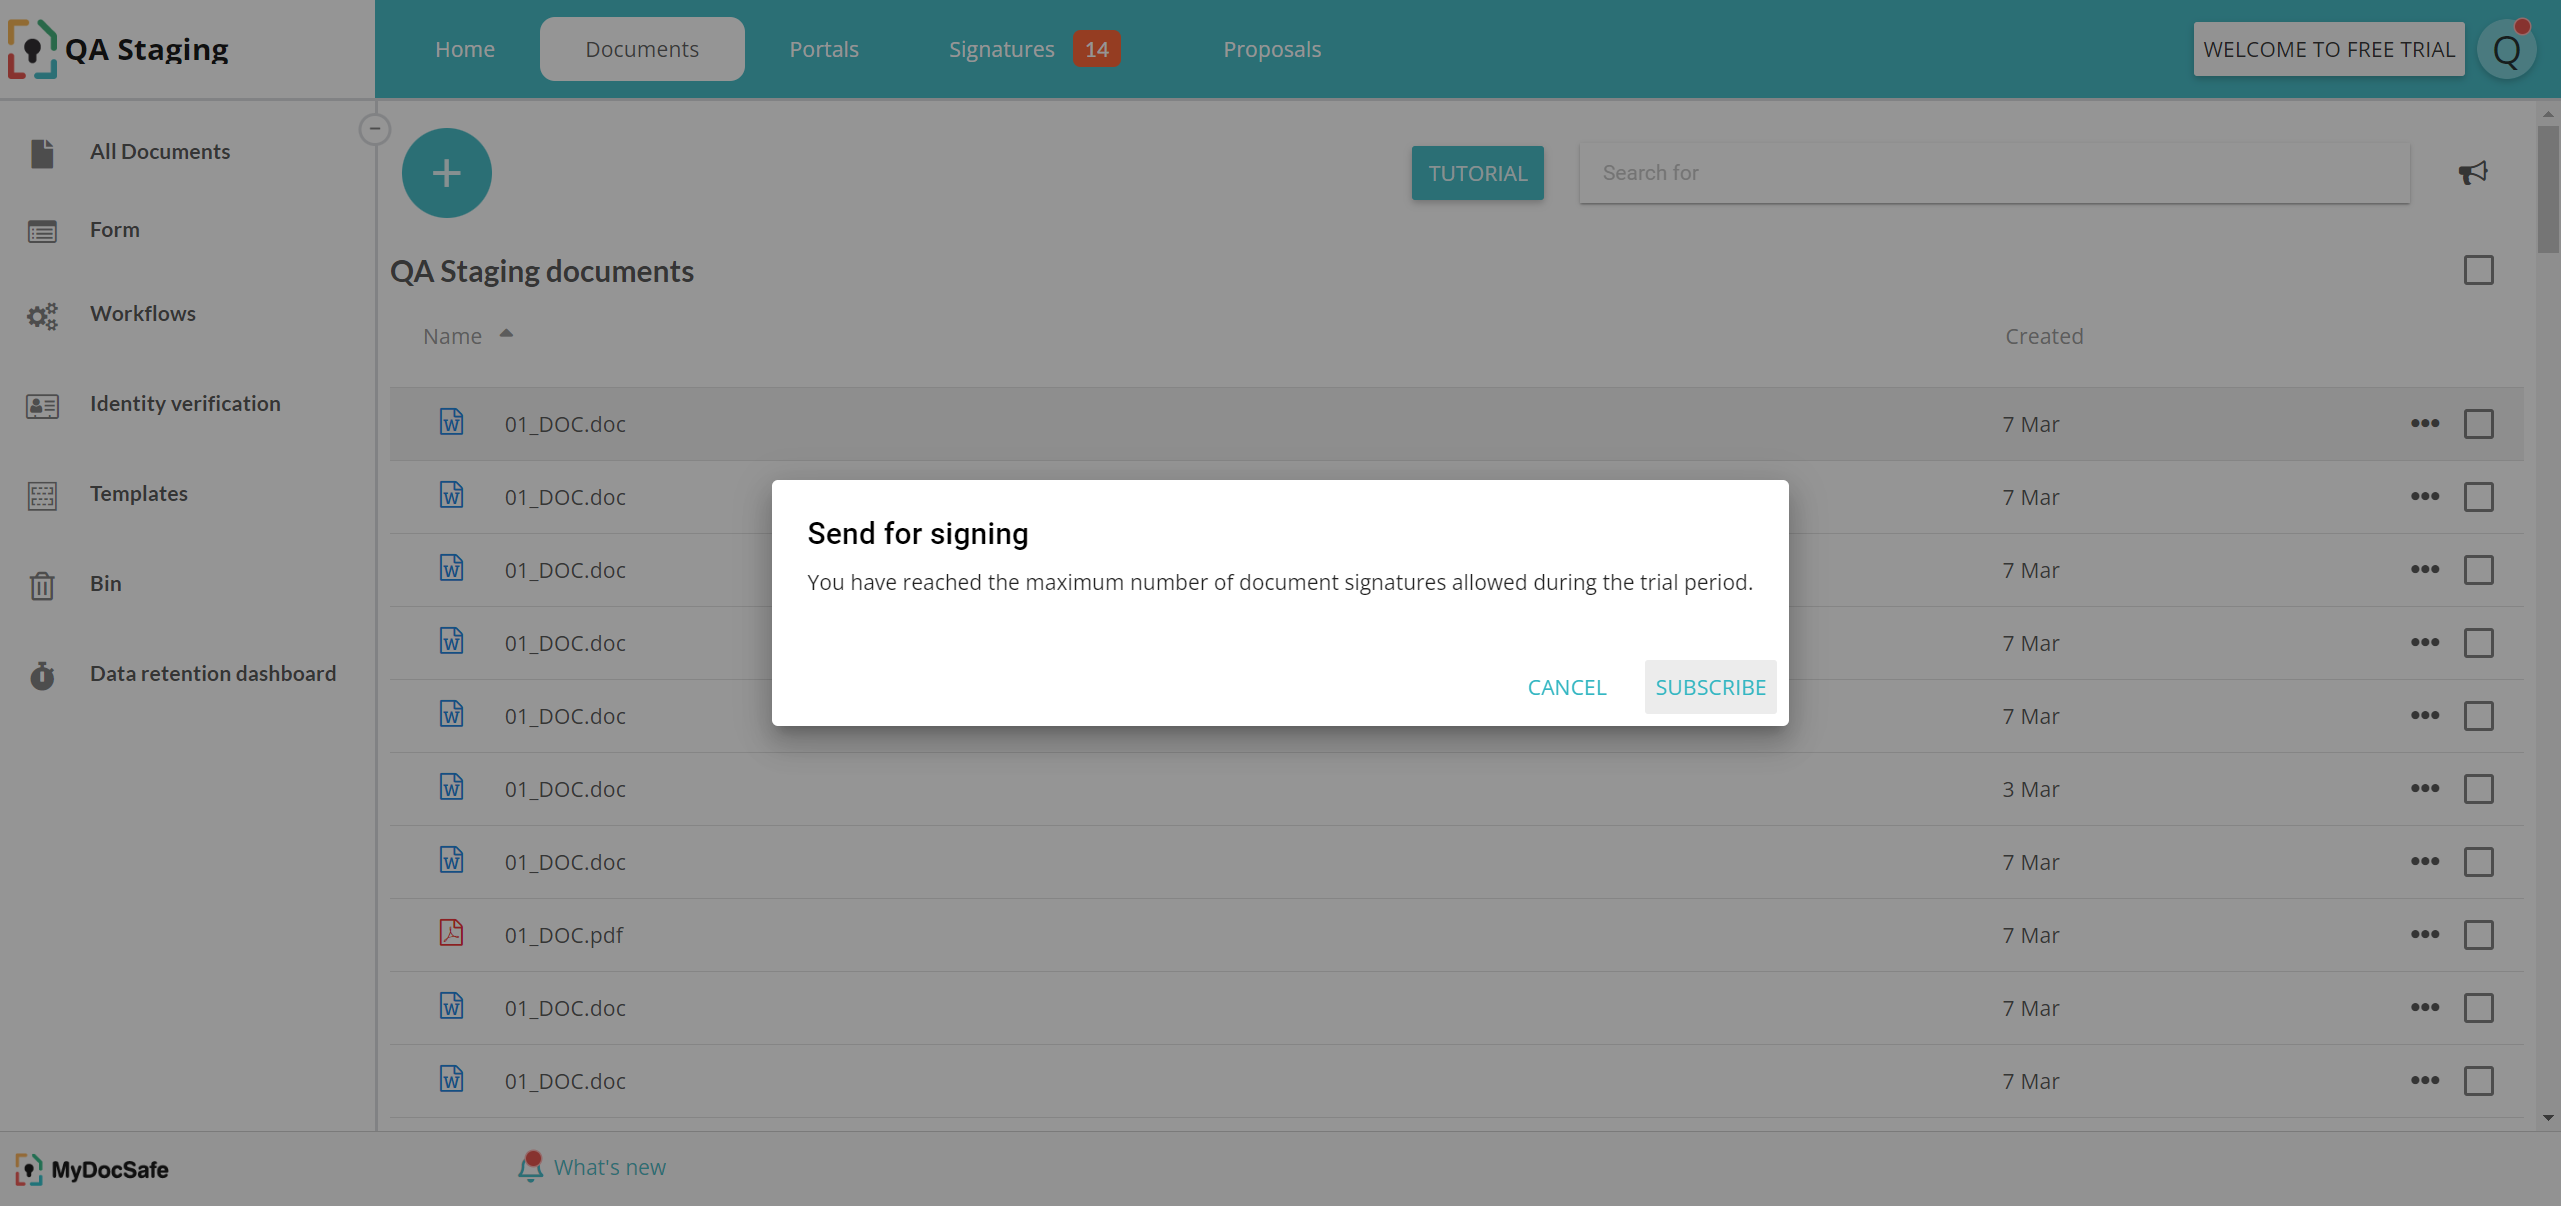 QA Staging
Home
Documents
Portals
Signatures 14
Proposals
WELCOME TO FREE TRIAL
Q
All Documents
Form
Workflows
Identity verification
Templates
Bin
Data retention dashboard
TUTORIAL
Search for
QA Staging documents
Name
Created
01_DOC.doc 7 Mar
01_DOC.doc 7 Mar
01_DOC.doc 7 Mar
01_DOC.doc 7 Mar
01_DOC.doc 7 Mar
01_DOC.doc 3 Mar
01_DOC.doc 7 Mar
01_DOC.pdf 7 Mar
01_DOC.doc 7 Mar
01_DOC.doc 7 Mar
Send for signing
You have reached the maximum number of document signatures allowed during the trial period.
CANCEL
SUBSCRIBE
MyDocSafe
What's new